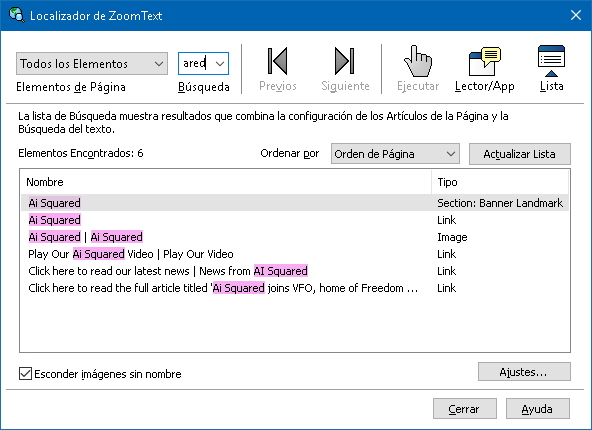 Localizador de ZoomText
Todos los Elementos
ared
Elementos de Página
Búsqueda
Previos
Siguiente
Ejecutar
Lector/App
Lista
La lista de Búsqueda muestra resultados que combina la configuración de los Artículos de la Página y la
Búsqueda del texto.
Elementos Encontrados: 6
Ordenar por
Orden de Página
Actualizar Lista
Nombre Tipo
Ai Squared Section: Banner Landmark
Ai Squared Link
Ai Squared | Ai Squared Image
Play Our Ai Squared Video | Play Our Video Link
Click here to read our latest news | News from AI Squared Link
Click here to read the full article titled 'Ai Squared joins VFO, home of Freedom ... Link
Esconder imágenes sin nombre
Ajustes...
Cerrar
Ayuda